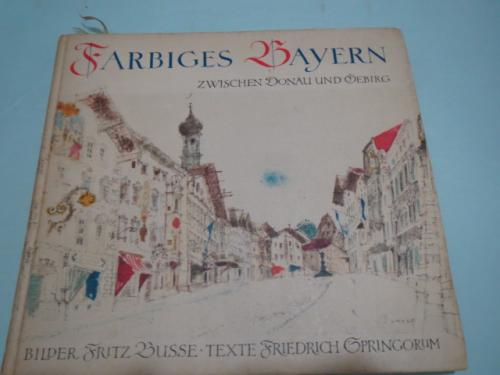 FARBIGES BAYERN
ZWISCHEN DONAU UND GEBIRG
BILDER FRITZ BUSSE · TEXTE FRIEDRICH SPRINGORUM